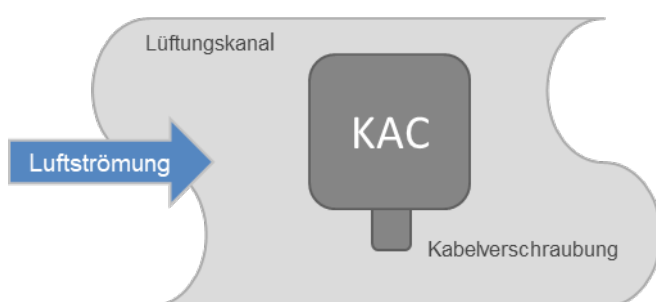 Lüftungskanal
KAC
Luftströmung
Kabelverschraubung